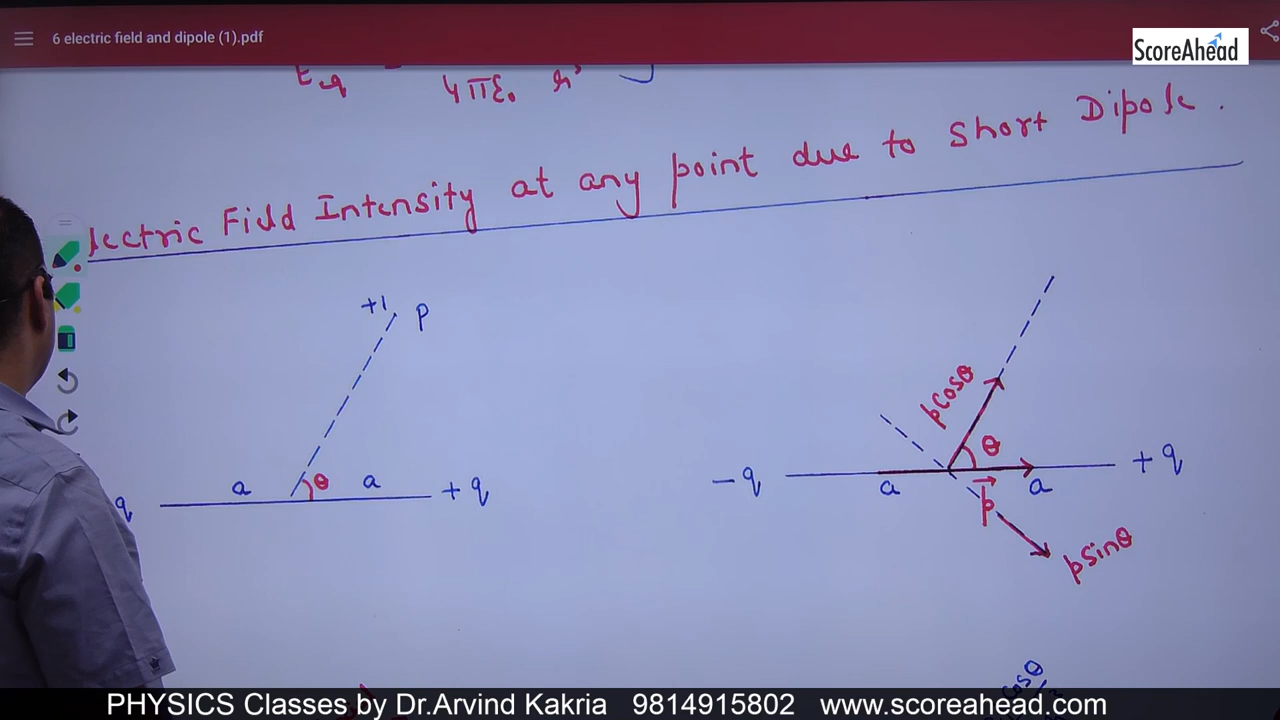 6 electric field and dipole (1).pdf
ScoreAhead
4πε₀
lectric Field Intensity at any point due to Short Dipole.
+1 P
a θ a
q
+q
pcosθ
θ
-q
+q
a
p⃗
a
psinθ
cosθ
PHYSICS Classes by Dr.Arvind Kakria 9814915802 www.scoreahead.com